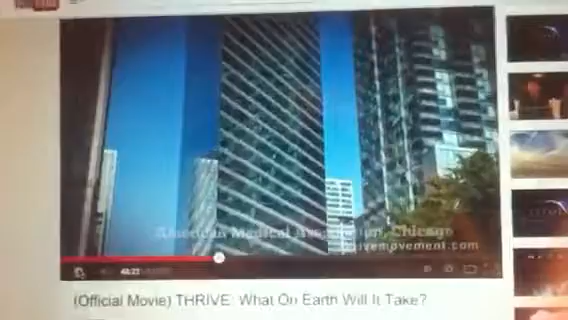 American Medical Association, Chicago
thrivemovement.com
(Official Movie) THRIVE: What On Earth Will It Take?